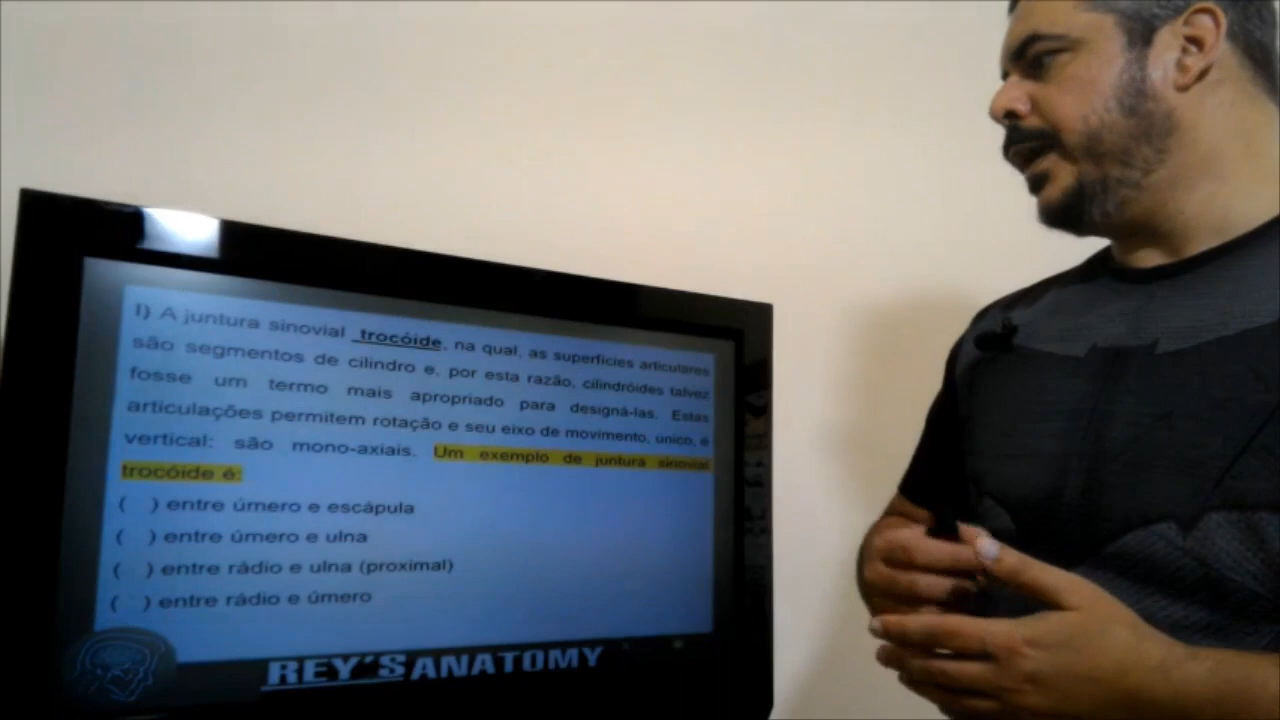 I) A juntura sinovial _trocóide, na qual, as superfícies articulares
são segmentos de cilindro e, por esta razão, cilindróides talvez
fosse um termo mais apropriado para designá-las. Estas
articulações permitem rotação e seu eixo de movimento, único, é
vertical: são mono-axiais. Um exemplo de juntura sinovial
trocóide é:
( ) entre úmero e escápula
( ) entre úmero e ulna
( ) entre rádio e ulna (proximal)
( ) entre rádio e úmero
REY'S ANATOMY